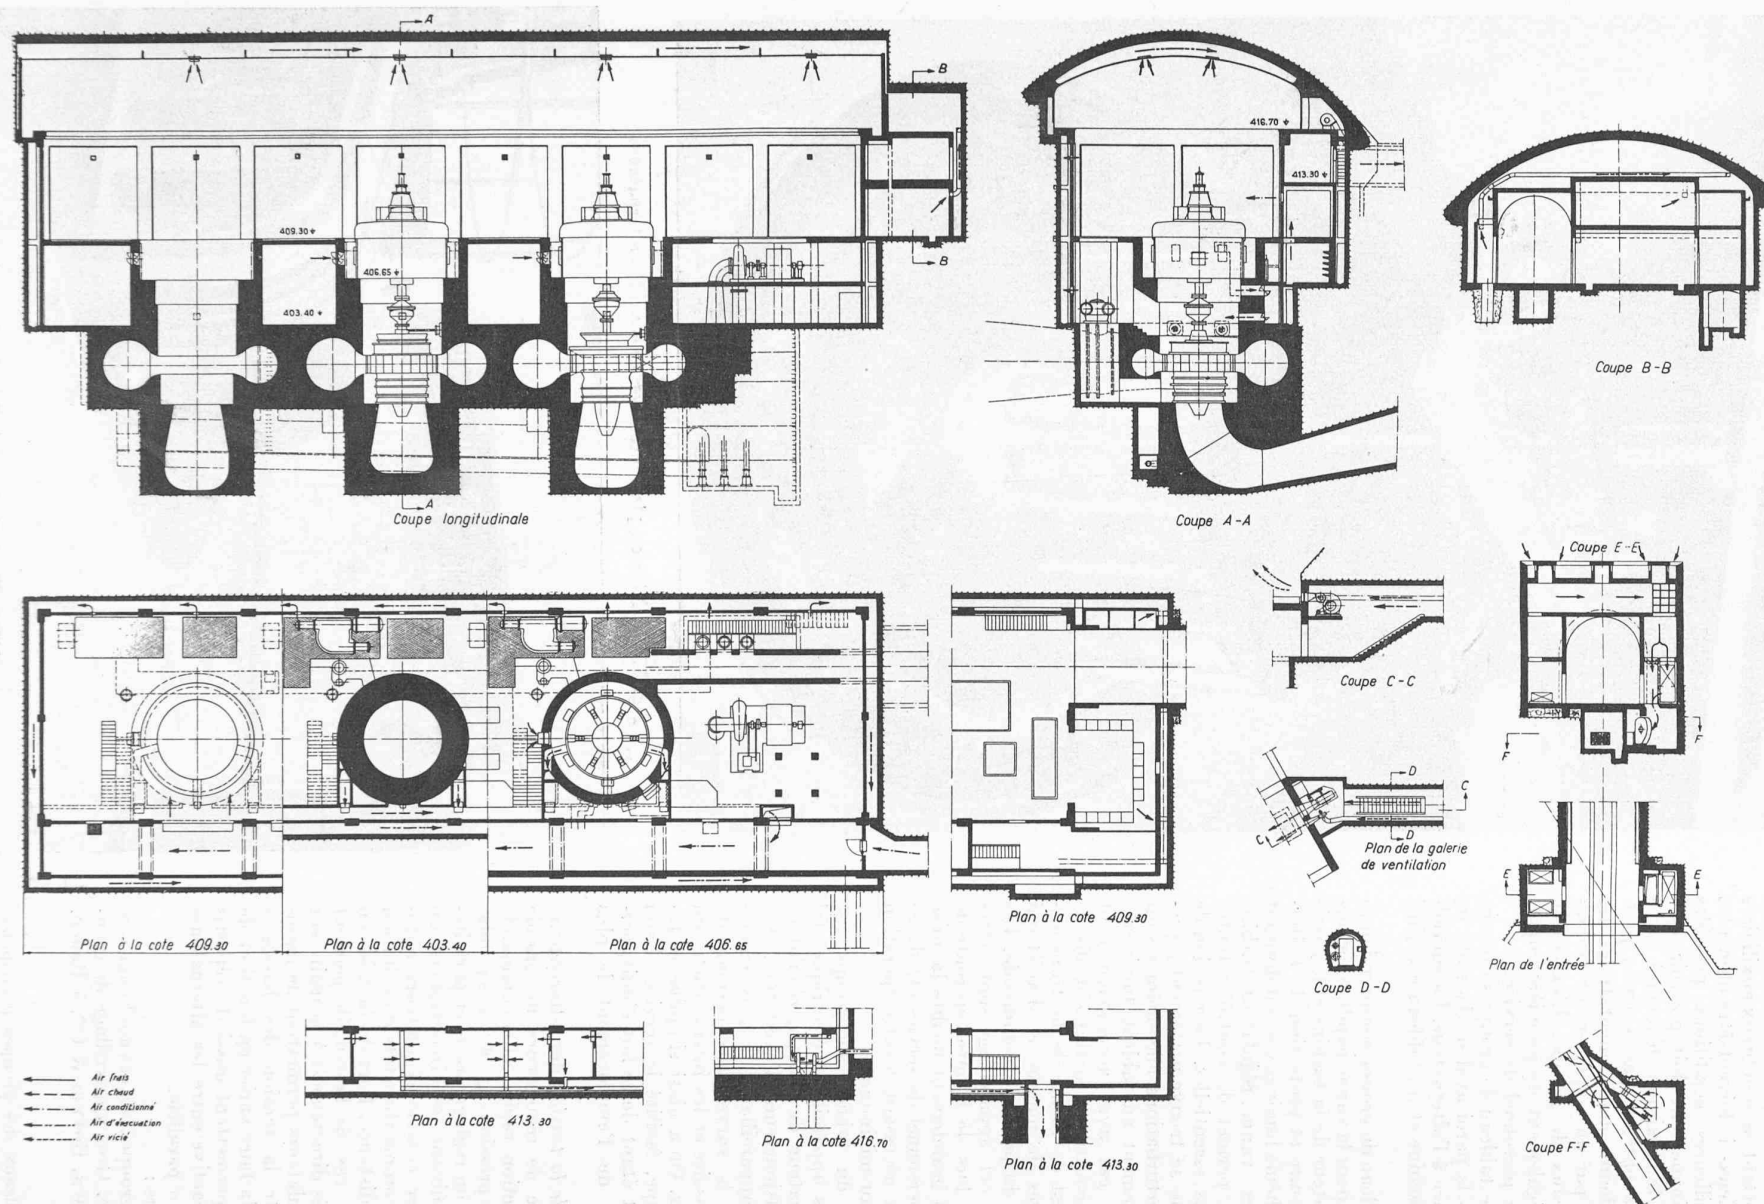 A
B
416.70
413.30
409.30
406.65
403.40
B
A
Coupe longitudinale
Coupe A-A
Coupe B-B
Coupe E-E
Coupe C-C
F
F
D
C
C
D
Plan de la galerie
de ventilation
E
E
Plan à la cote 409.30
Plan à la cote 403.40
Plan à la cote 406.65
Plan à la cote 409.30
Plan de l'entrée
Coupe D-D
Air frais
Air chaud
Air conditionné
Air d'évacuation
Air vicié
Plan à la cote 413.30
Plan à la cote 416.70
Plan à la cote 413.30
Coupe F-F